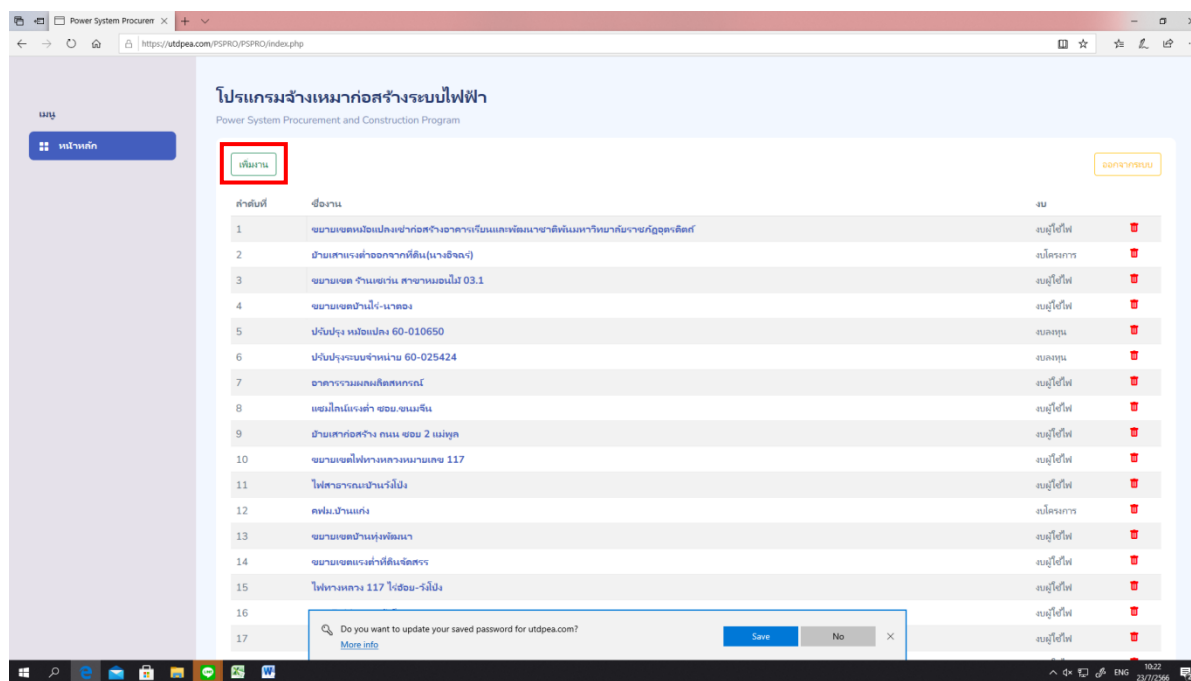 Power System Procurem
https://utdpea.com/PSPRO/PSPRO/index.php
เมนู
หน้าหลัก
โปรแกรมจ้างเหมาก่อสร้างระบบไฟฟ้า
Power System Procurement and Construction Program
เพิ่มงาน
ออกจากระบบ
ลำดับที่ ชื่องาน งบ
1 ขยายเขตหม้อแปลงเช่าก่อสร้างอาคารเรียนและพัฒนาชาติพันมหาวิทยาลัยราชภัฏอุตรดิตถ์ งบผู้ใช้ไฟ
2 ย้ายเสาแรงต่ำออกจากที่ดิน(นางอิจฉร์) งบโครงการ
3 ขยายเขต ร้านเซเว่น สาขาหมอนไม้ 03.1 งบผู้ใช้ไฟ
4 ขยายเขตบ้านไร่-นาตอง งบผู้ใช้ไฟ
5 ปรับปรุง หม้อแปลง 60-010650 งบลงทุน
6 ปรับปรุงระบบจำหน่าย 60-025424 งบลงทุน
7 อาคารรวมผลผลิตสหกรณ์ งบผู้ใช้ไฟ
8 แซมไลน์แรงต่ำ ซอย.ขนมจีน งบผู้ใช้ไฟ
9 ย้ายเสาก่อสร้าง ถนน ซอย 2 แม่พูล งบผู้ใช้ไฟ
10 ขยายเขตไฟทางหลวงหมายเลข 117 งบผู้ใช้ไฟ
11 ไฟสาธารณะบ้านวังโป่ง งบผู้ใช้ไฟ
12 คฟม.บ้านแก่ง งบโครงการ
13 ขยายเขตบ้านทุ่งพัฒนา งบผู้ใช้ไฟ
14 ขยายเขตแรงต่ำที่ดินจัดสรร งบผู้ใช้ไฟ
15 ไฟทางหลวง 117 ไร่อ้อย-วังโป่ง งบผู้ใช้ไฟ
16 งบผู้ใช้ไฟ
17 งบผู้ใช้ไฟ
Do you want to update your saved password for utdpea.com?
More info
Save
No
ENG
10:22
23/7/2566